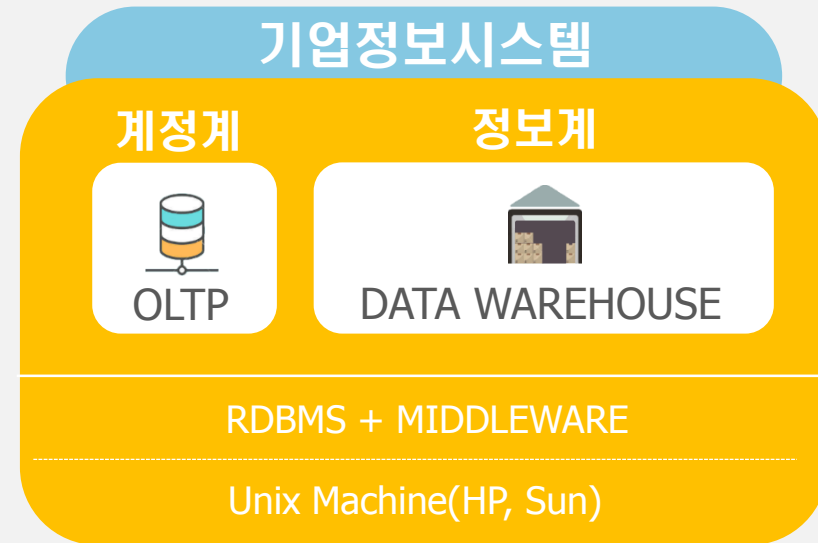 기업정보시스템
계정계
정보계
OLTP
DATA WAREHOUSE
RDBMS + MIDDLEWARE
Unix Machine(HP, Sun)